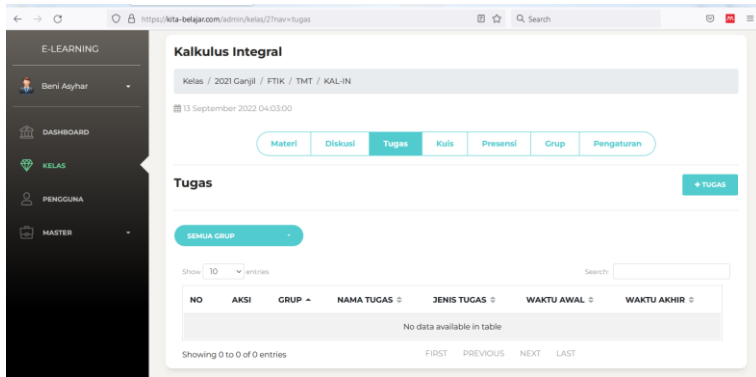 https://kita-belajar.com/admin/kelas/2?nav=tugas
Search
E-LEARNING
Beni Asyhar
DASHBOARD
KELAS
PENGGUNA
MASTER
Kalkulus Integral
Kelas / 2021 Ganjil / FTIK / TMT / KAL-IN
13 September 2022 04:03:00
Materi Diskusi Tugas Kuis Presensi Grup Pengaturan
Tugas
+ TUGAS
SEMUA GRUP
Show 10 entries
Search:
NO AKSI GRUP NAMA TUGAS JENIS TUGAS WAKTU AWAL WAKTU AKHIR
No data available in table
Showing 0 to 0 of 0 entries
FIRST PREVIOUS NEXT LAST